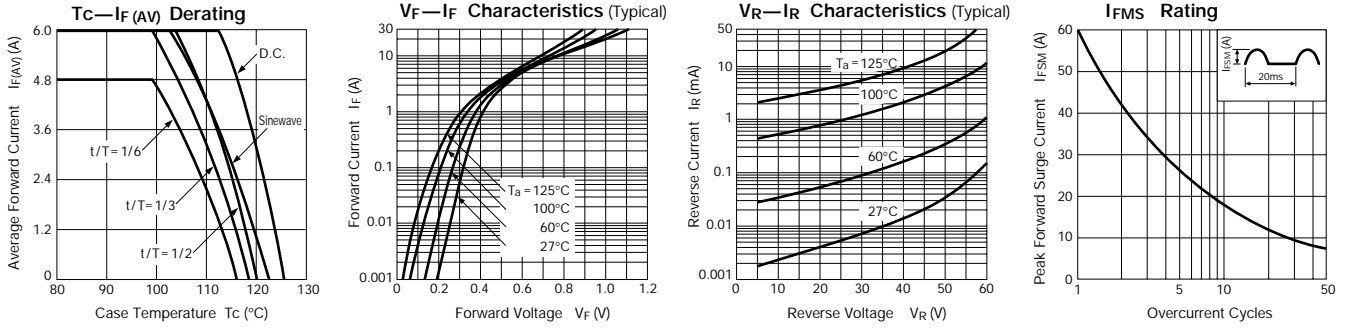 Tc—IF(AV) Derating
Average Forward Current IF(AV) (A)
6.0
4.8
3.6
2.4
1.2
0
D.C.
Sinewave
t/T=1/6
t/T=1/3
t/T=1/2
80 90 100 110 120 130
Case Temperature Tc (°C)
VF—IF Characteristics (Typical)
Forward Current IF (A)
30
10
1
0.1
0.01
0.001
Ta = 125°C
100°C
60°C
27°C
0 0.2 0.4 0.6 0.8 1.0 1.2
Forward Voltage VF (V)
VR—IR Characteristics (Typical)
Reverse Current IR (mA)
50
10
1
0.1
0.01
0.001
Ta = 125°C
100°C
60°C
27°C
0 10 20 30 40 50 60
Reverse Voltage VR (V)
IFMS Rating
Peak Forward Surge Current IFSM (A)
60
50
40
30
20
10
0
IFSM (A)
20ms
1 5 10 50
Overcurrent Cycles